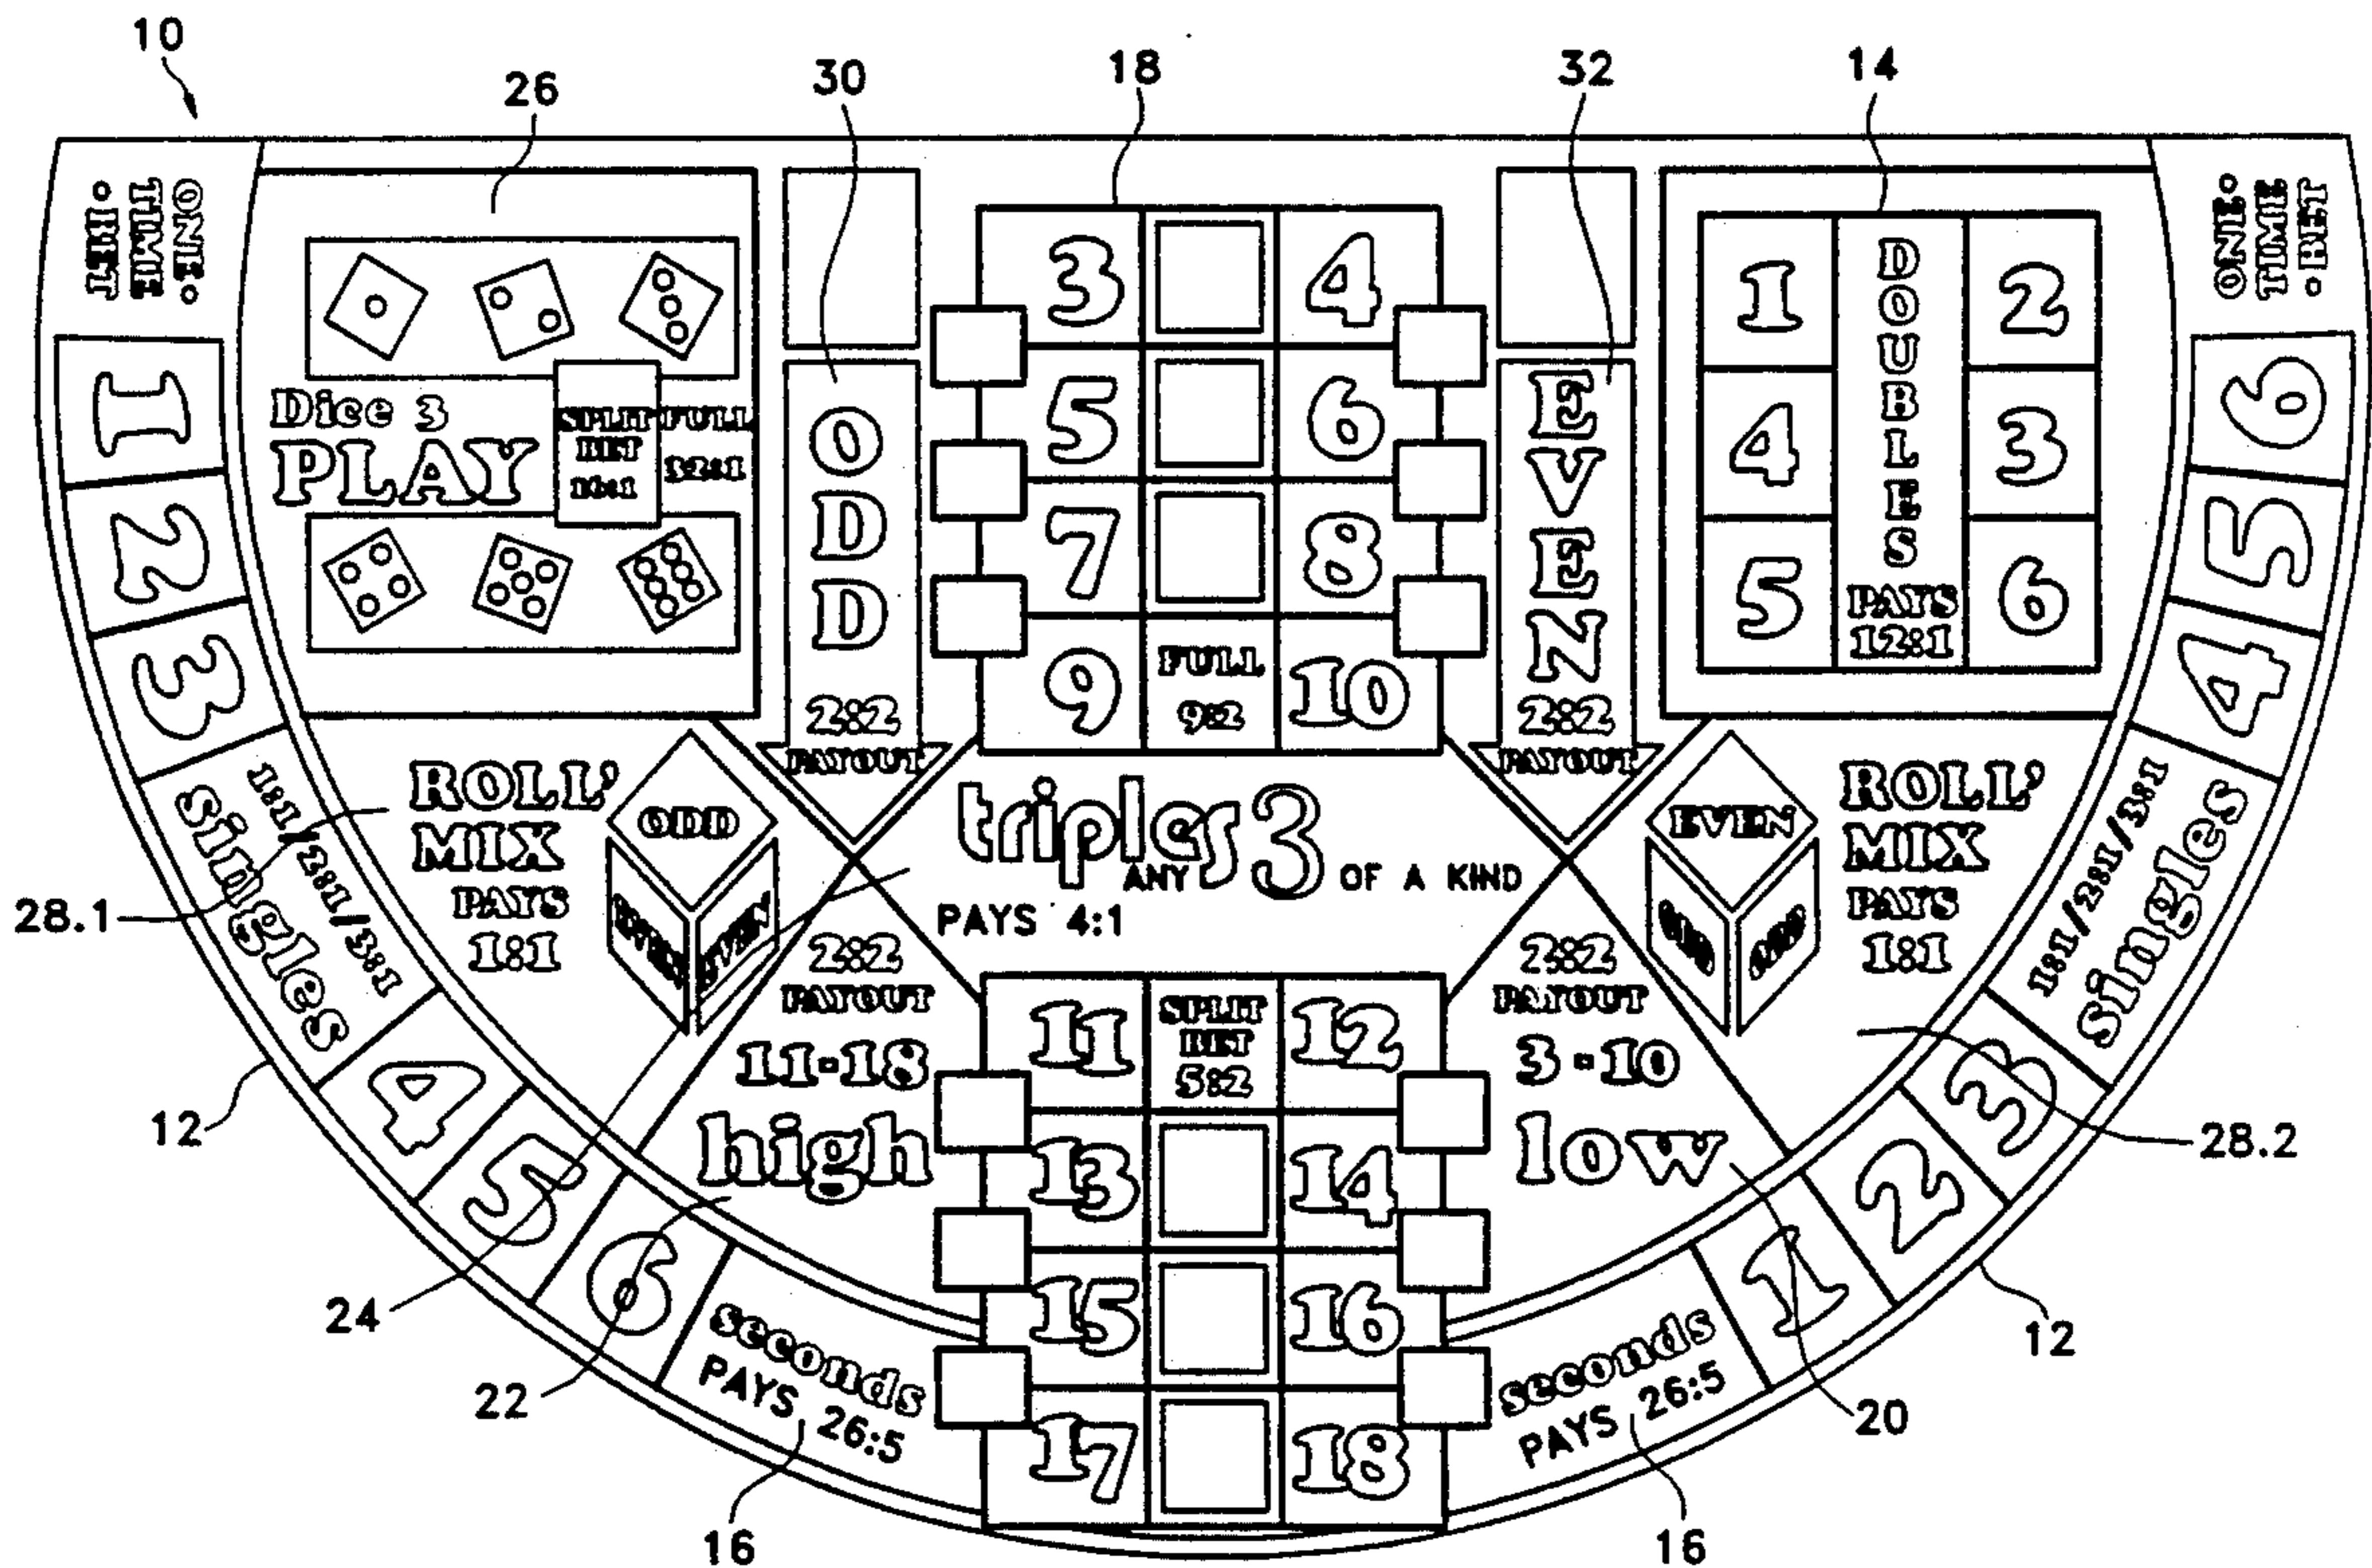 10
26
30
18
32
14
ONE•
TIME
•BET
1
2
3
singles
1:1/2:1/3:1
4
5
6
seconds
PAYS 26:5
Dice 3
PLAY
SPLIT
BET
16:1
FULL
32:1
ODD
2:2
PAYOUT
3
4
5
6
7
8
9
FULL
9:2
10
EVEN
2:2
PAYOUT
DOUBLES
PAYS
12:1
1
2
4
3
5
6
ONE•
TIME
•BET
6
5
4
1:1/2:1/3:1
singles
3
2
1
seconds
PAYS 26:5
ROLL'
MIX
PAYS
1:1
ODD
EVEN
EVEN
triples 3
ANY
OF A KIND
PAYS 4:1
ROLL'
MIX
PAYS
1:1
EVEN
2:2
PAYOUT
11-18
high
11
SPLIT
BET
5:2
12
13
14
15
16
17
18
2:2
PAYOUT
3-10
low
28.1
12
24
22
16
28.2
12
20
16